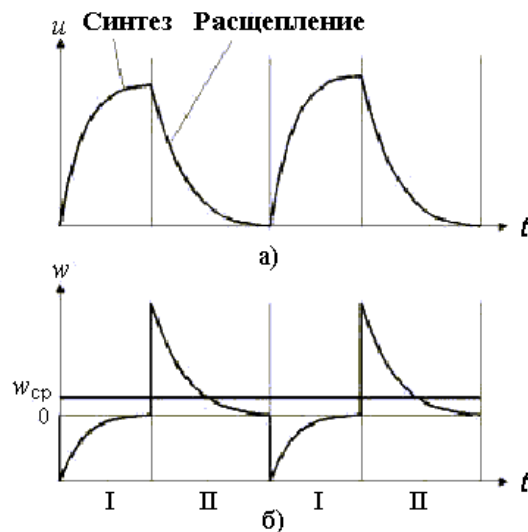 u Синтез Расщепление
t
а)
w
wср
0
I II I II t
б)